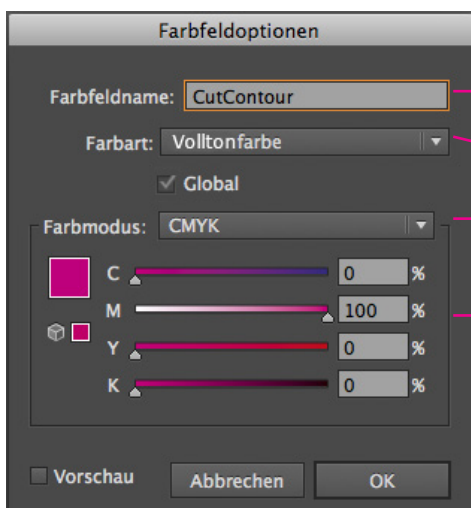 Farbfeldoptionen
Farbfeldname: CutContour
Farbart: Volltonfarbe
Global
Farbmodus: CMYK
C 0 %
M 100 %
Y 0 %
K 0 %
Vorschau Abbrechen OK